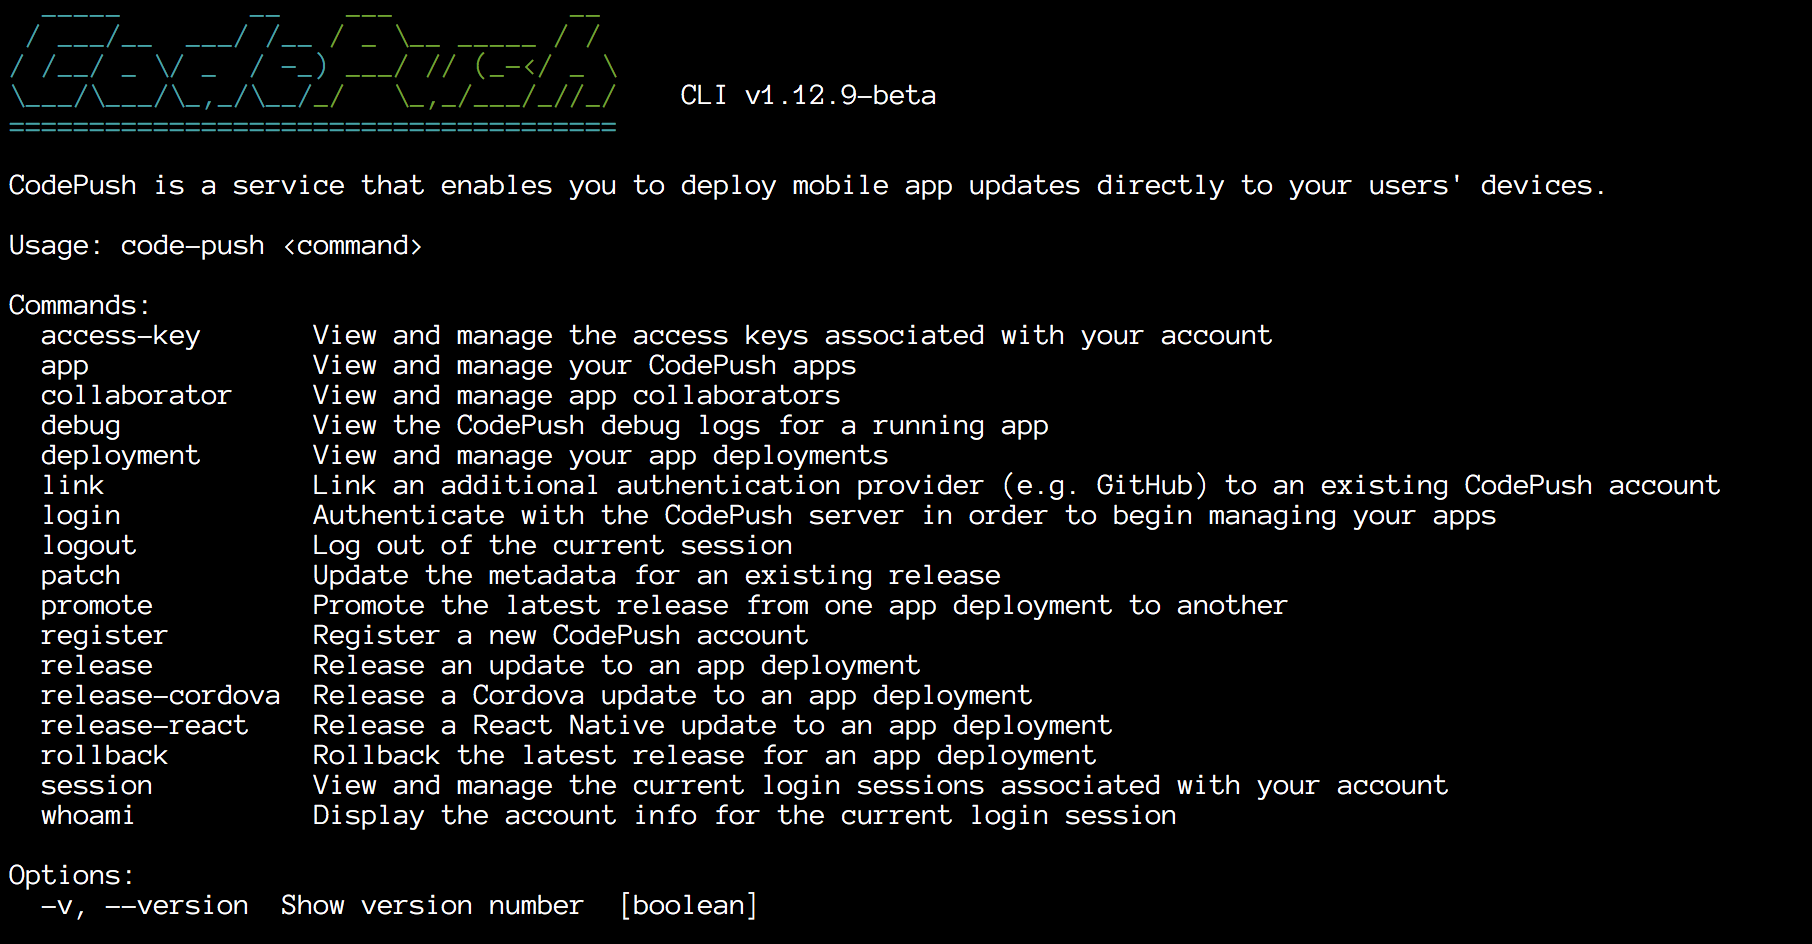 CodePush
CLI v1.12.9-beta
CodePush is a service that enables you to deploy mobile app updates directly to your users' devices.
Usage: code-push <command>
Commands:
access-key View and manage the access keys associated with your account
app View and manage your CodePush apps
collaborator View and manage app collaborators
debug View the CodePush debug logs for a running app
deployment View and manage your app deployments
link Link an additional authentication provider (e.g. GitHub) to an existing CodePush account
login Authenticate with the CodePush server in order to begin managing your apps
logout Log out of the current session
patch Update the metadata for an existing release
promote Promote the latest release from one app deployment to another
register Register a new CodePush account
release Release an update to an app deployment
release-cordova Release a Cordova update to an app deployment
release-react Release a React Native update to an app deployment
rollback Rollback the latest release for an app deployment
session View and manage the current login sessions associated with your account
whoami Display the account info for the current login session
Options:
-v, --version Show version number [boolean]